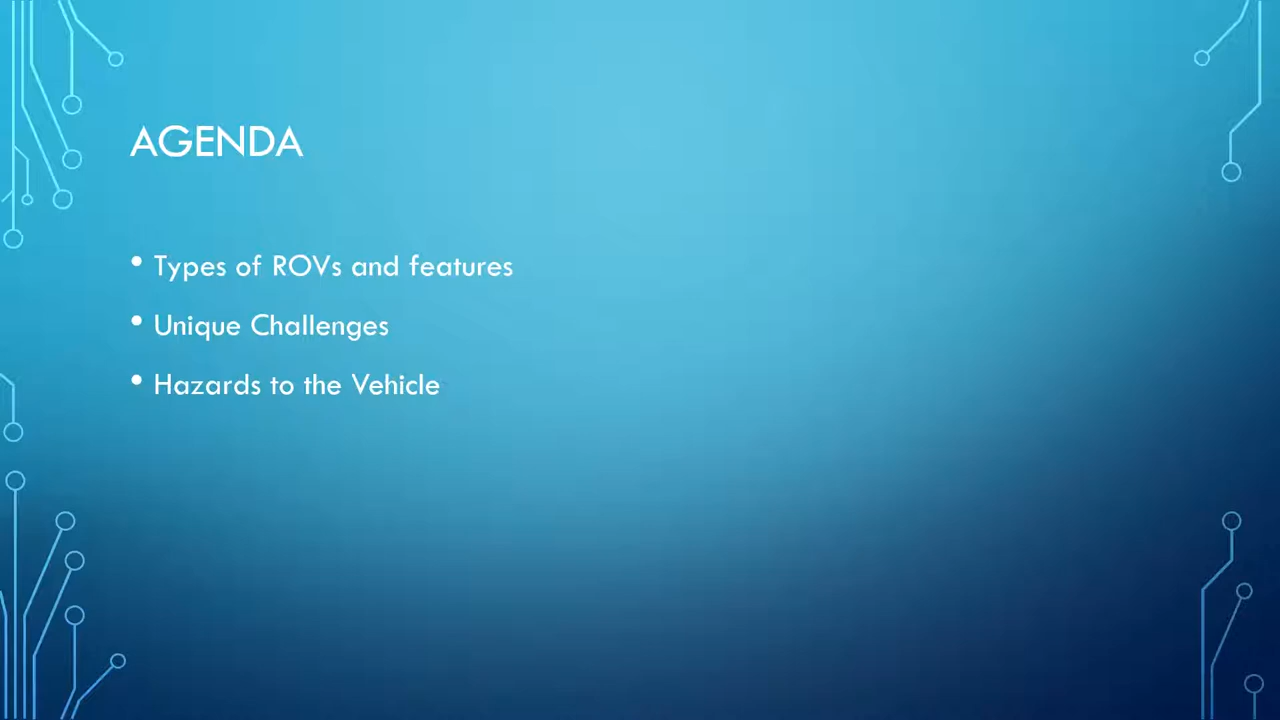 AGENDA
• Types of ROVs and features
• Unique Challenges
• Hazards to the Vehicle